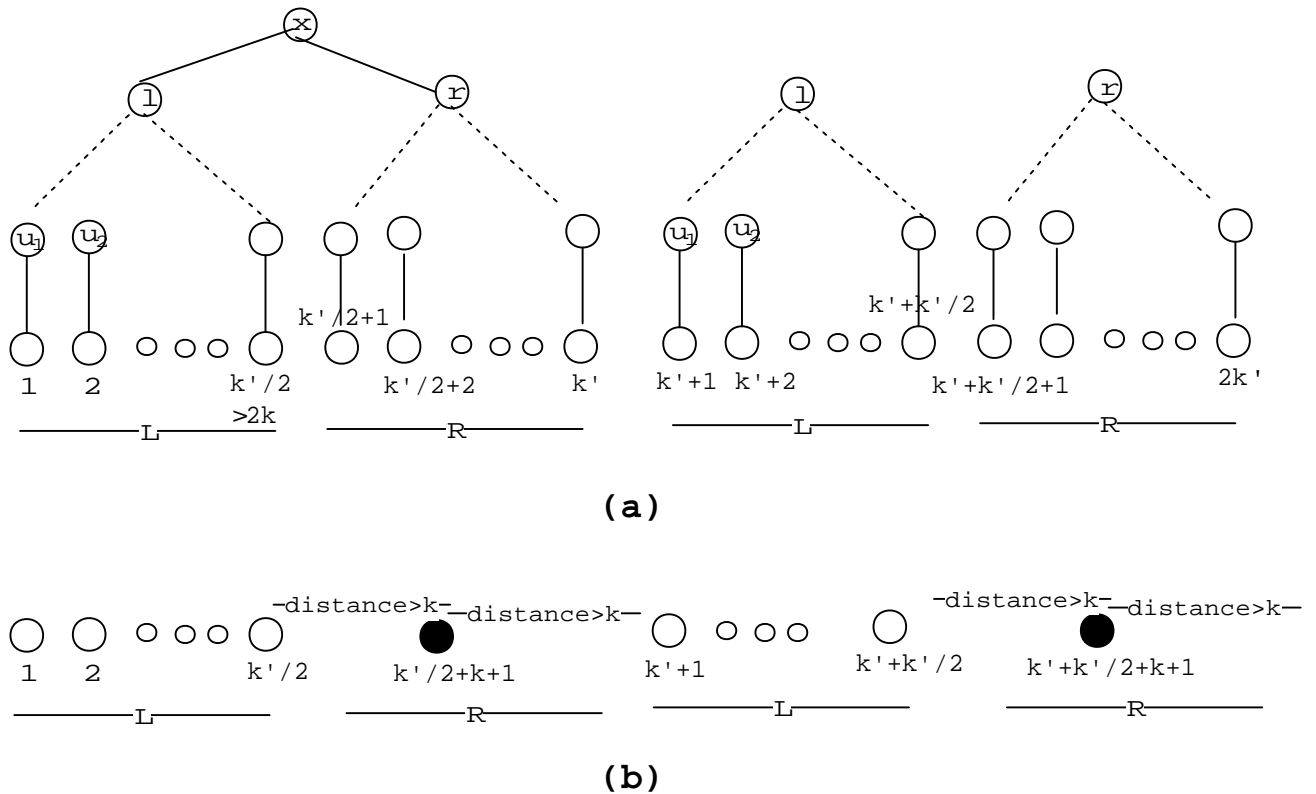 x
l r l r
u1 u2 u1 u2
k'/2+1 k'+k'/2
1 2 k'/2 k'/2+2 k' k'+1 k'+2 k'+k'/2+1 2k'
>2k
L R L R
(a)
-distance>k- -distance>k- -distance>k- -distance>k-
1 2 k'/2 k'/2+k+1 k'+1 k'+k'/2 k'+k'/2+k+1
L R L R
(b)